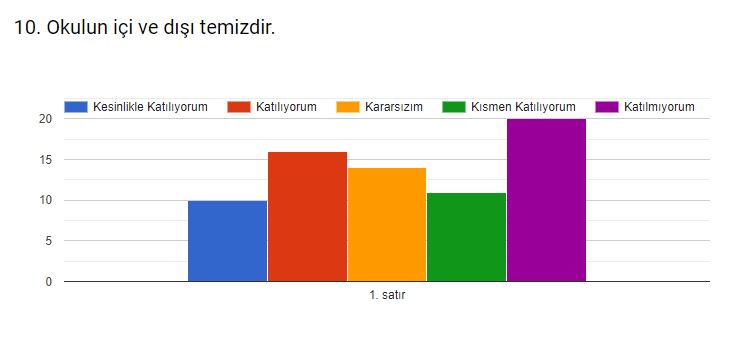 10. Okulun içi ve dışı temizdir.
Kesinlikle Katılıyorum Katılıyorum Kararsızım Kısmen Katılıyorum Katılmıyorum
20
15
10
5
0
1. satır